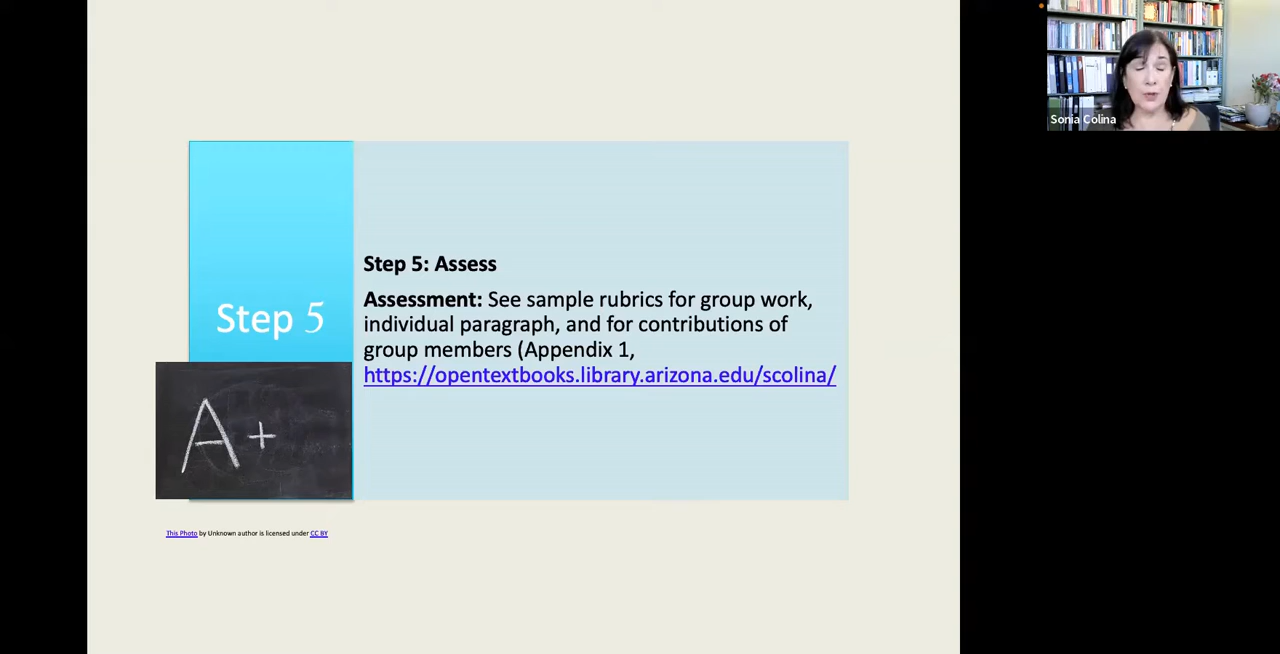 Sonia Colina
Step 5
Step 5: Assess
Assessment: See sample rubrics for group work,
individual paragraph, and for contributions of
group members (Appendix 1,
https://opentextbooks.library.arizona.edu/scolina/
A+
This Photo by Unknown author is licensed under CC BY